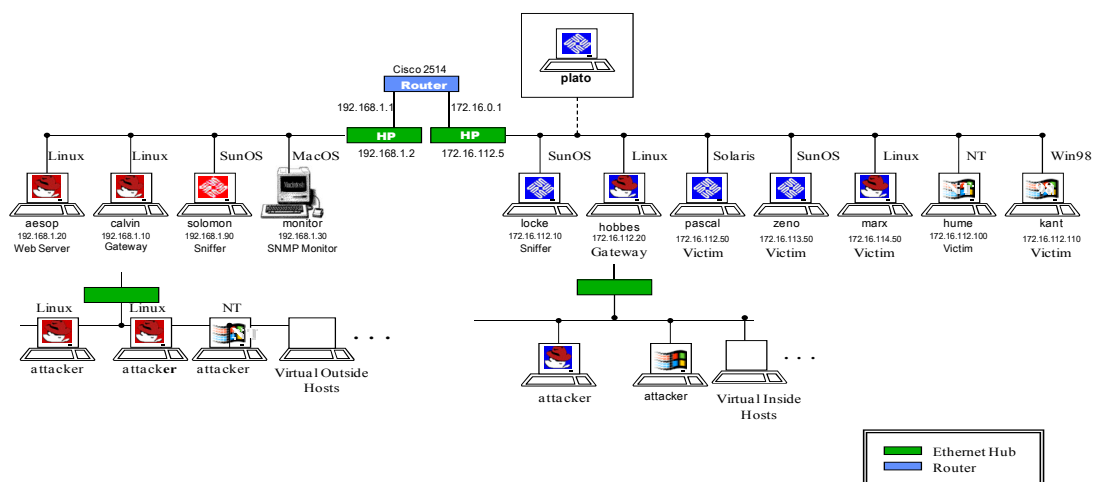 plato
Cisco 2514
Router
192.168.1.1
172.16.0.1
HP
HP
192.168.1.2
172.16.112.5
Linux
Linux
SunOS
MacOS
SunOS
Linux
Solaris
SunOS
Linux
NT
Win98
Macintosh
aesop
192.168.1.20
Web Server
calvin
192.168.1.10
Gateway
solomon
192.168.1.90
Sniffer
monitor
192.168.1.30
SNMP Monitor
locke
172.16.112.10
Sniffer
hobbes
172.16.112.20
Gateway
pascal
172.16.112.50
Victim
zeno
172.16.113.50
Victim
marx
172.16.114.50
Victim
hume
172.16.112.100
Victim
kant
172.16.112.110
Victim
Linux
Linux
NT
attacker
attacker
attacker
Virtual Outside
Hosts
. . .
attacker
attacker
Virtual Inside
Hosts
. . .
Ethernet Hub
Router